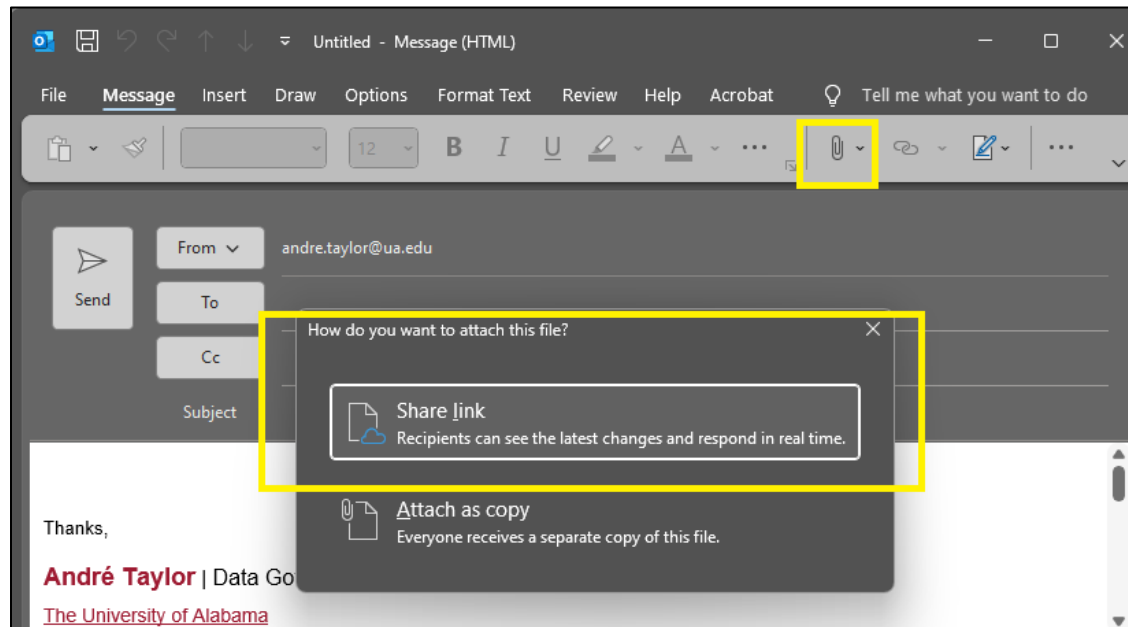 Untitled - Message (HTML)
File Message Insert Draw Options Format Text Review Help Acrobat Tell me what you want to do
12 B I U A
From andre.taylor@ua.edu
Send To
How do you want to attach this file?
Cc
Subject
Share link
Recipients can see the latest changes and respond in real time.
Attach as copy
Everyone receives a separate copy of this file.
Thanks,
André Taylor | Data Go
The University of Alabama